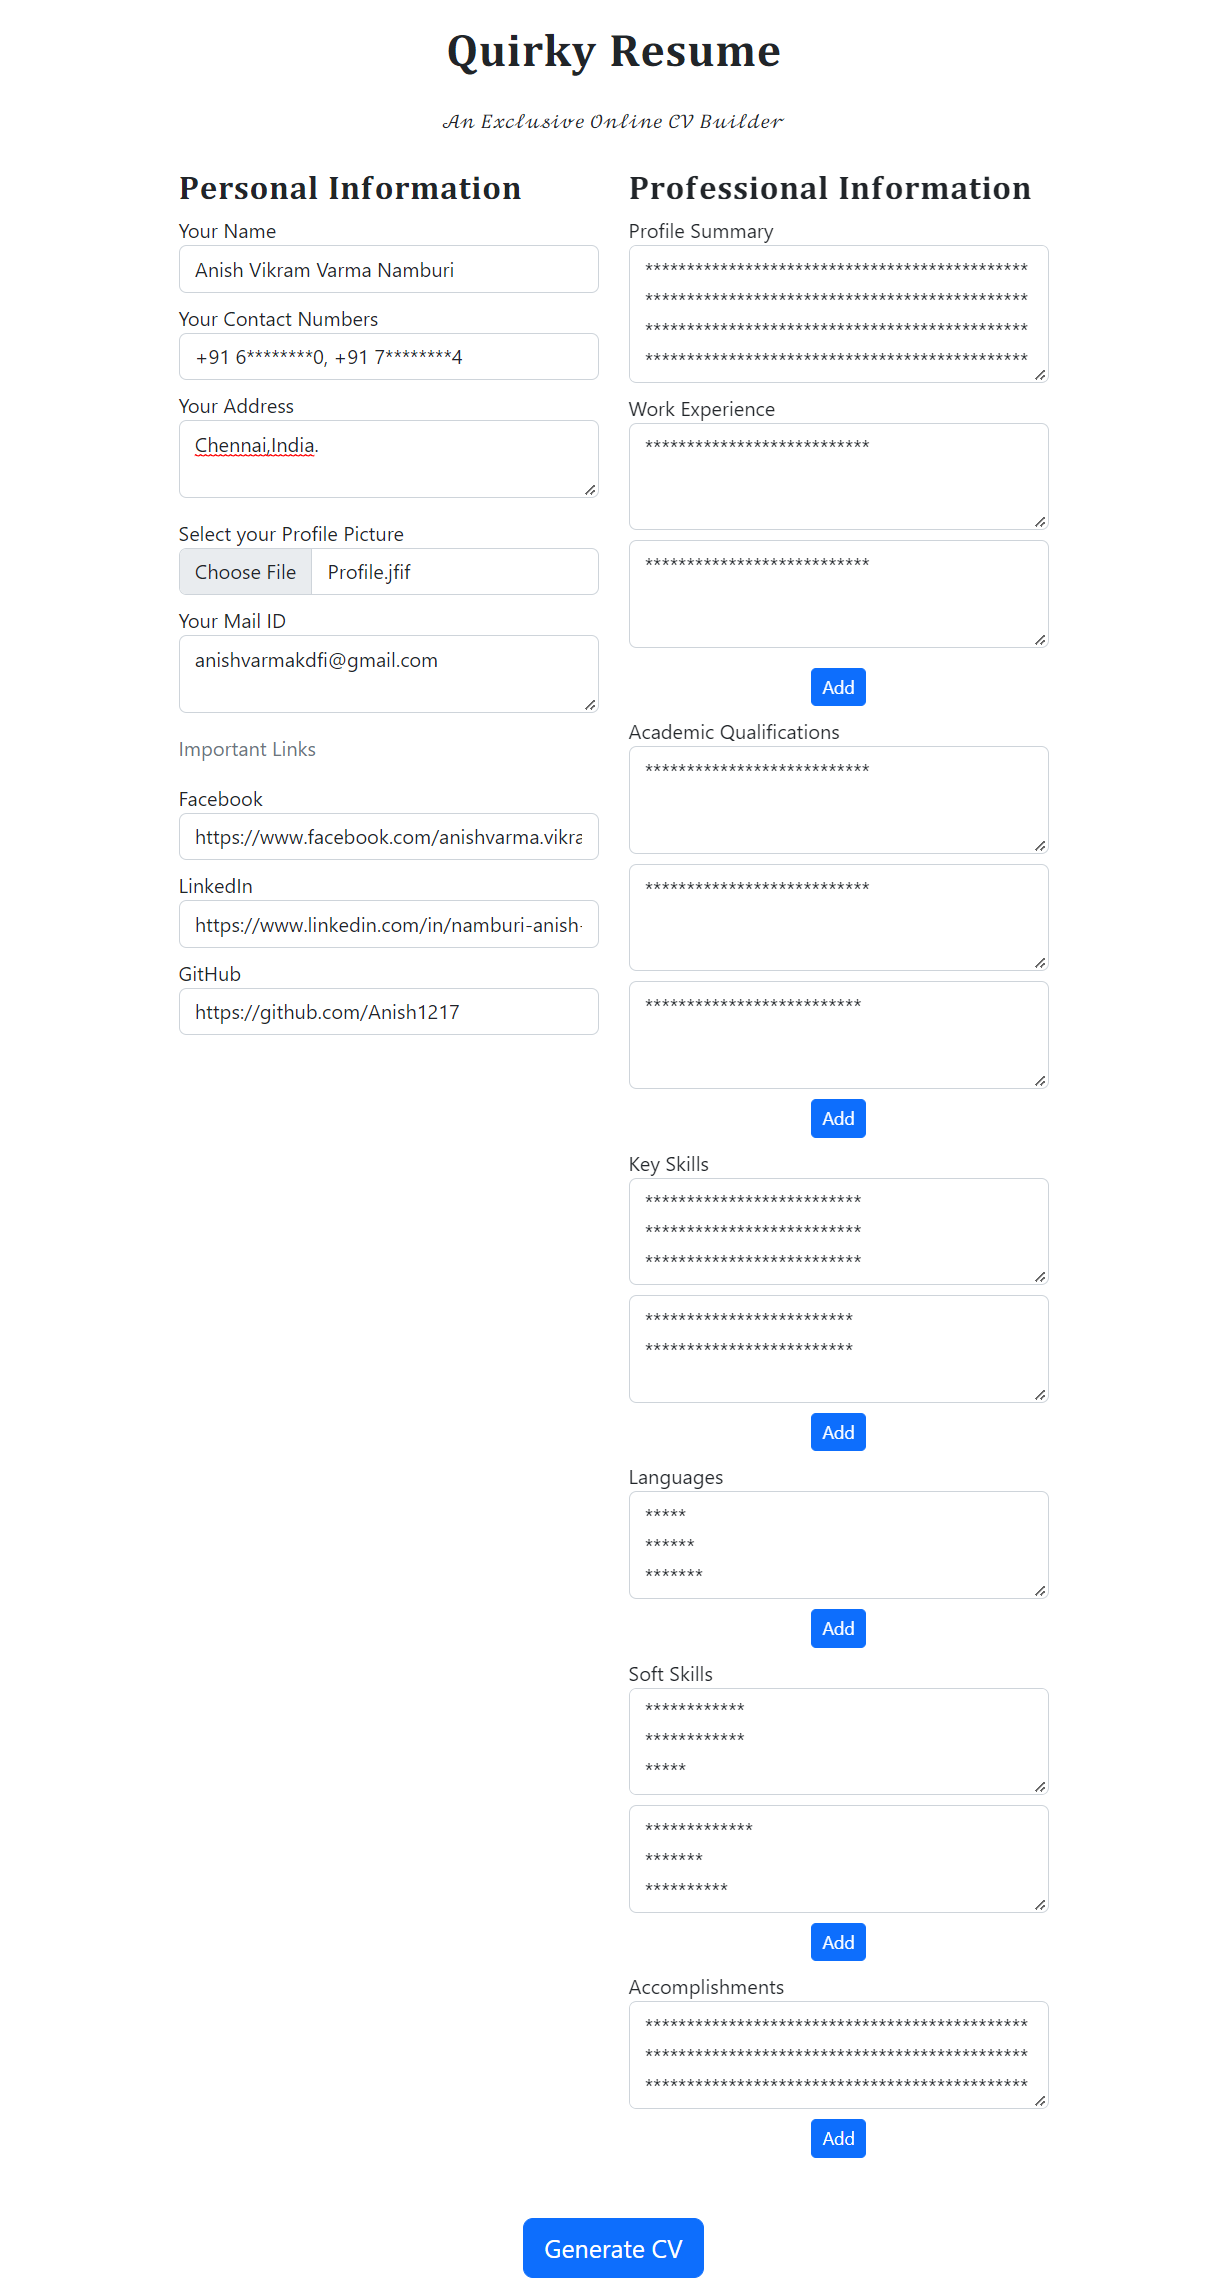 Quirky Resume
An Exclusive Online CV Builder
Personal Information
Your Name
Anish Vikram Varma Namburi
Your Contact Numbers
+91 6********0, +91 7********4
Your Address
Chennai,India.
Select your Profile Picture
Choose File Profile.jfif
Your Mail ID
anishvarmakdfi@gmail.com
Important Links
Facebook
https://www.facebook.com/anishvarma.vikra
LinkedIn
https://www.linkedin.com/in/namburi-anish-
GitHub
https://github.com/Anish1217
Professional Information
Profile Summary
**********************************************
**********************************************
**********************************************
**********************************************
Work Experience
***************************
***************************
Add
Academic Qualifications
***************************
***************************
**************************
Add
Key Skills
**************************
**************************
**************************
*************************
*************************
Add
Languages
*****
******
*******
Add
Soft Skills
************
************
*****
*************
*******
**********
Add
Accomplishments
**********************************************
**********************************************
**********************************************
Add
Generate CV